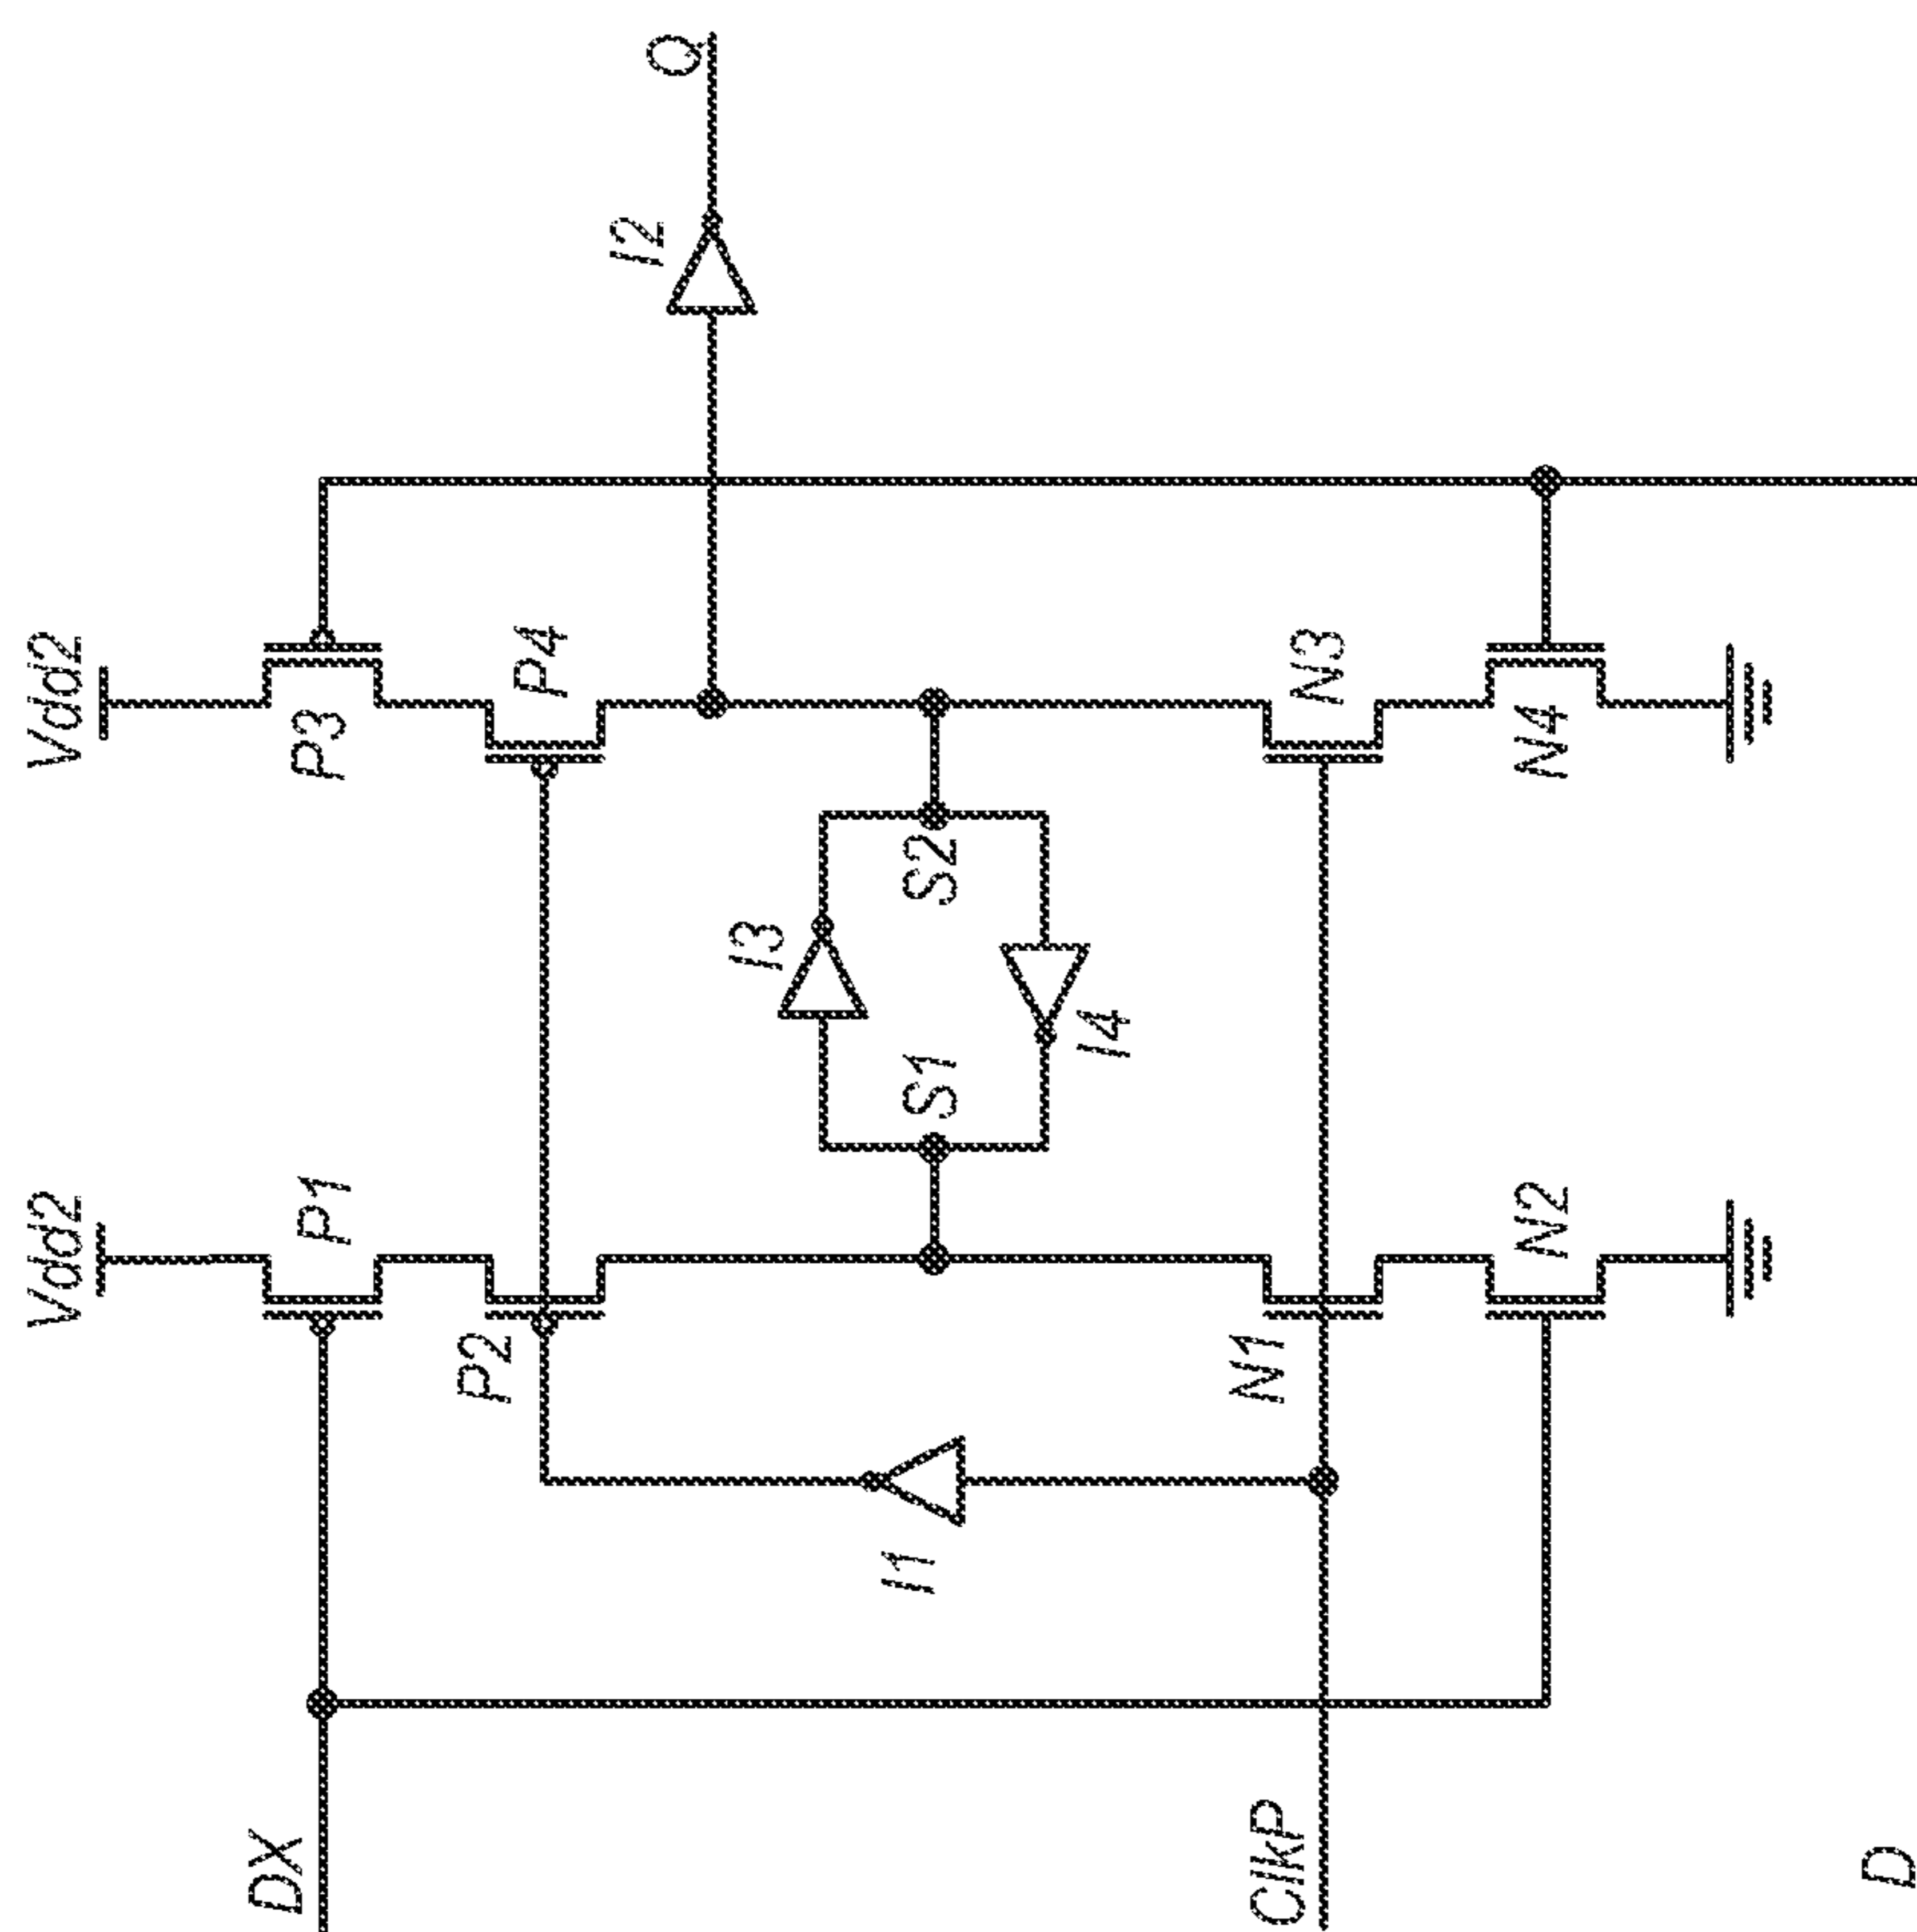 Vdd2
Vdd2
P1
P3
P2
P4
I1
I3
S1
S2
I4
I2
Q
N1
N3
N2
N4
DX
ClkP
D